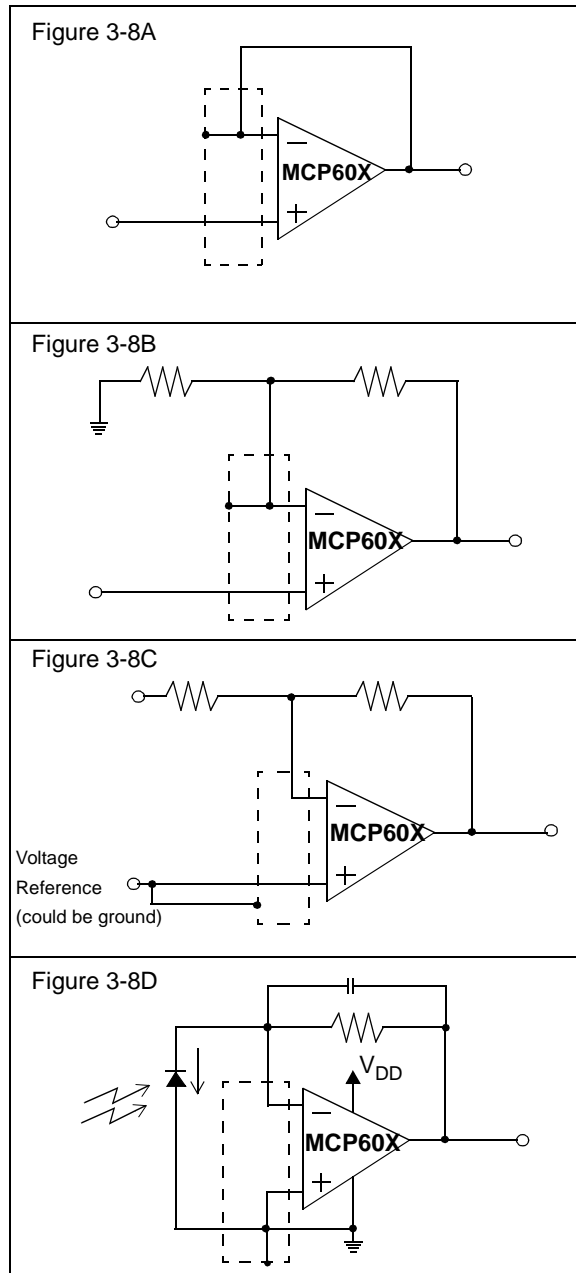 Figure 3-8A
−
MCP60X
+
Figure 3-8B
−
MCP60X
+
Figure 3-8C
−
MCP60X
+
Voltage
Reference
(could be ground)
Figure 3-8D
VDD
−
MCP60X
+